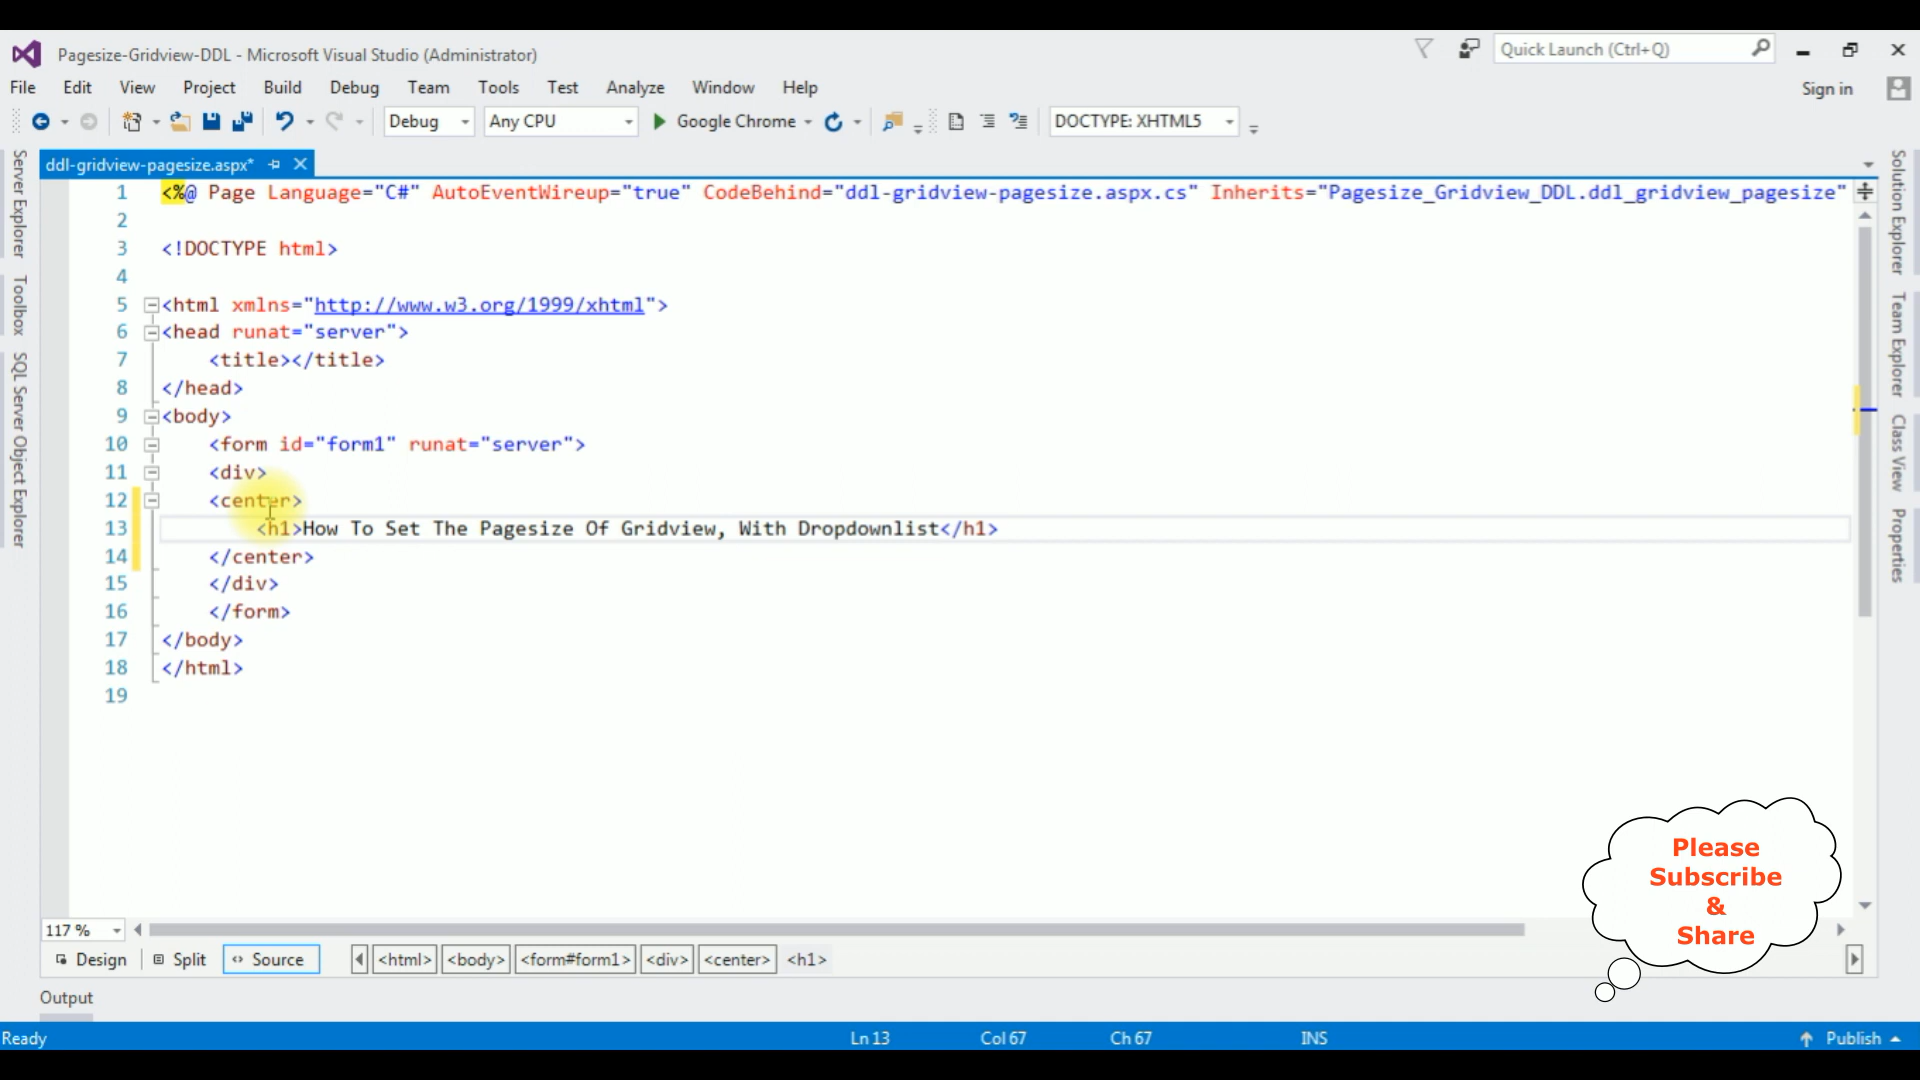 Pagesize-Gridview-DDL - Microsoft Visual Studio (Administrator)
Quick Launch (Ctrl+Q)
File Edit View Project Build Debug Team Tools Test Analyze Window Help
Sign in
Debug Any CPU Google Chrome DOCTYPE: XHTML5
ddl-gridview-pagesize.aspx*
Server Explorer
Toolbox
SQL Server Object Explorer
Solution Explorer
Team Explorer
Class View
Properties
1 <%@ Page Language="C#" AutoEventWireup="true" CodeBehind="ddl-gridview-pagesize.aspx.cs" Inherits="Pagesize_Gridview_DDL.ddl_gridview_pagesize"
2
3 <!DOCTYPE html>
4
5 <html xmlns="http://www.w3.org/1999/xhtml">
6 <head runat="server">
7 <title></title>
8 </head>
9 <body>
10 <form id="form1" runat="server">
11 <div>
12 <center>
13 <h1>How To Set The Pagesize Of Gridview, With Dropdownlist</h1>
14 </center>
15 </div>
16 </form>
17 </body>
18 </html>
19
Please
Subscribe
&
Share
117 %
Design Split Source <html> <body> <form#form1> <div> <center> <h1>
Output
Ready Ln 13 Col 67 Ch 67 INS Publish